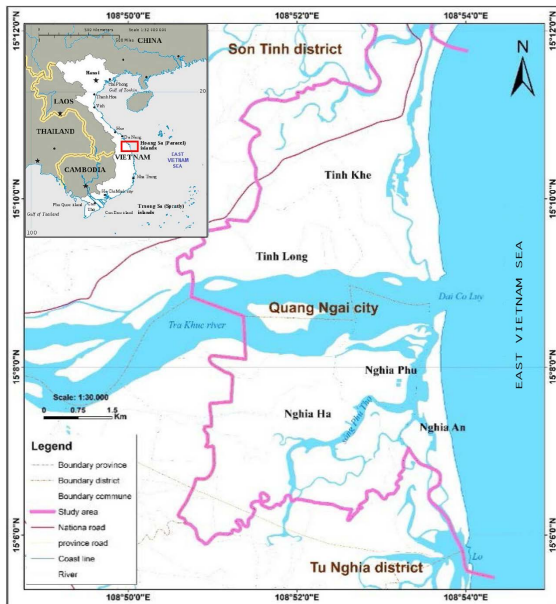 108°50'0"E 108°52'0"E 108°54'0"E
15°12'0"N
15°10'0"N
15°8'0"N
15°6'0"N
CHINA
Hanoi
LAOS
THAILAND
VIETNAM
CAMBODIA
Gulf of Thailand
Hoang Sa (Paracel)
islands
EAST
VIETNAM
SEA
Truong Sa (Spratly)
islands
20
100
Son Tinh district
N
Tinh Khe
Tinh Long
Quang Ngai city
Dai Co Luy
Tra Khuc river
EAST VIETNAM SEA
Nghia Phu
Scale: 1:30.000
0 0.75 1.5
Km
Nghia Ha
Nghia An
Legend
Boundary province
Boundary district
Boundary commune
Study area
Nationa road
province road
Coast line
River
Lo
Tu Nghia district
108°50'0"E 108°52'0"E 108°54'0"E
15°12'0"N
15°10'0"N
15°8'0"N
15°6'0"N